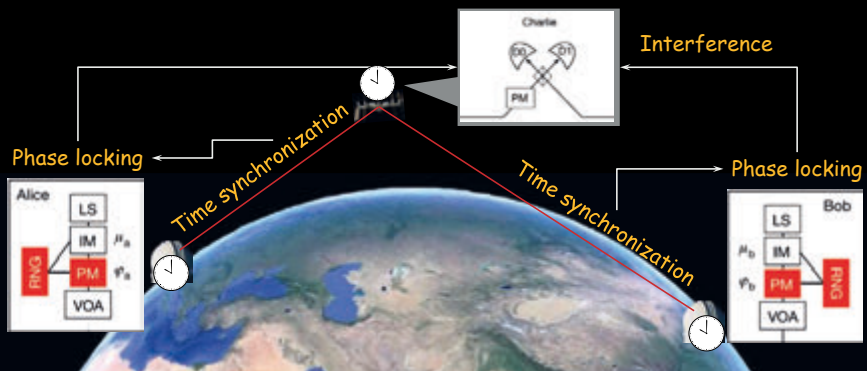 Charlie
D0
D1
PM
Interference
Time synchronization
Time synchronization
Phase locking
Phase locking
Alice
LS
IM
μa
RNG
PM
φa
VOA
Bob
LS
μb
IM
φb
PM
RNG
VOA